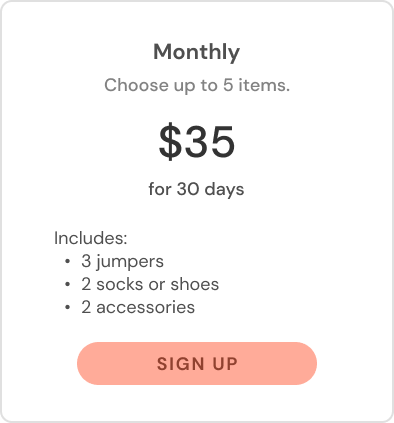 Monthly
Choose up to 5 items.
$35
for 30 days
Includes:
• 3 jumpers
• 2 socks or shoes
• 2 accessories
SIGN UP